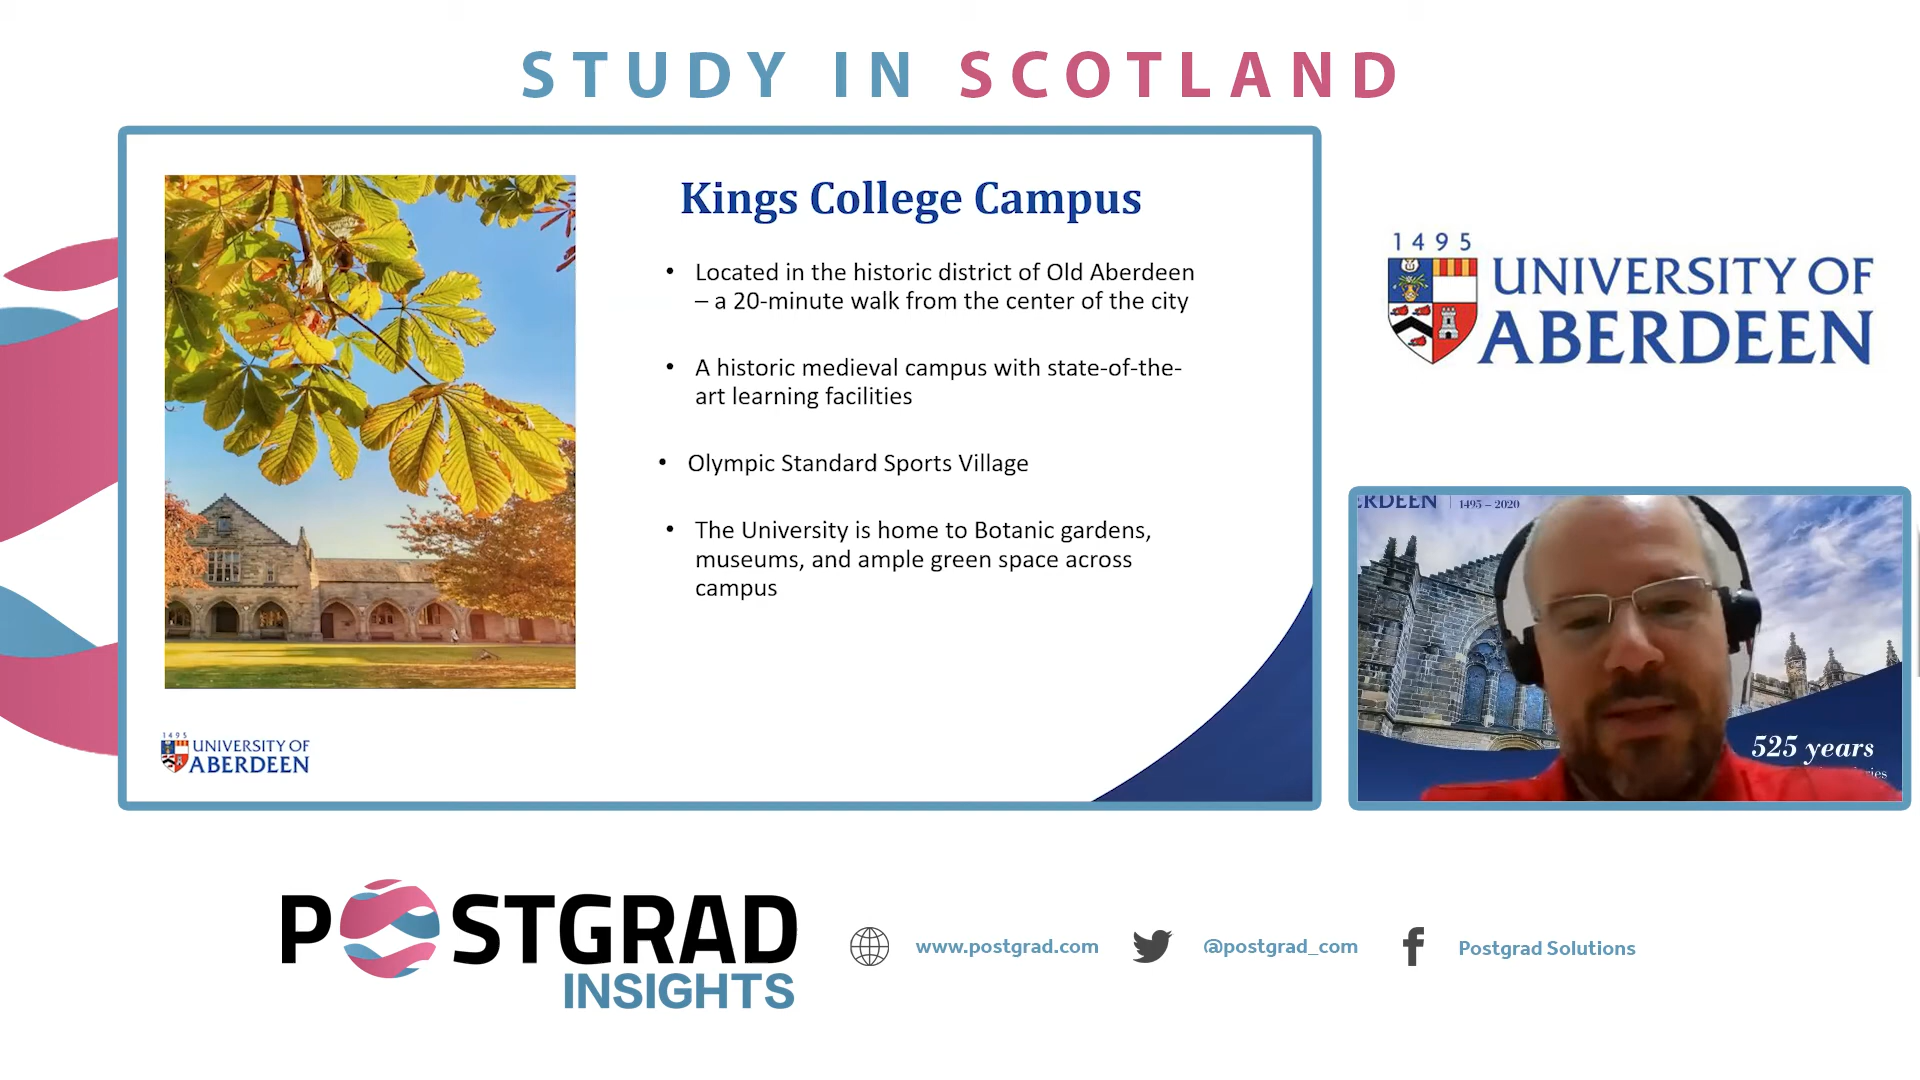 STUDY IN SCOTLAND
Kings College Campus
• Located in the historic district of Old Aberdeen
– a 20-minute walk from the center of the city
• A historic medieval campus with state-of-the-
art learning facilities
• Olympic Standard Sports Village
• The University is home to Botanic gardens,
museums, and ample green space across
campus
1495
UNIVERSITY OF
ABERDEEN
1495
UNIVERSITY OF
ABERDEEN
ERDEEN | 1495 – 2020
525 years
POSTGRAD
INSIGHTS
www.postgrad.com
@postgrad_com
Postgrad Solutions